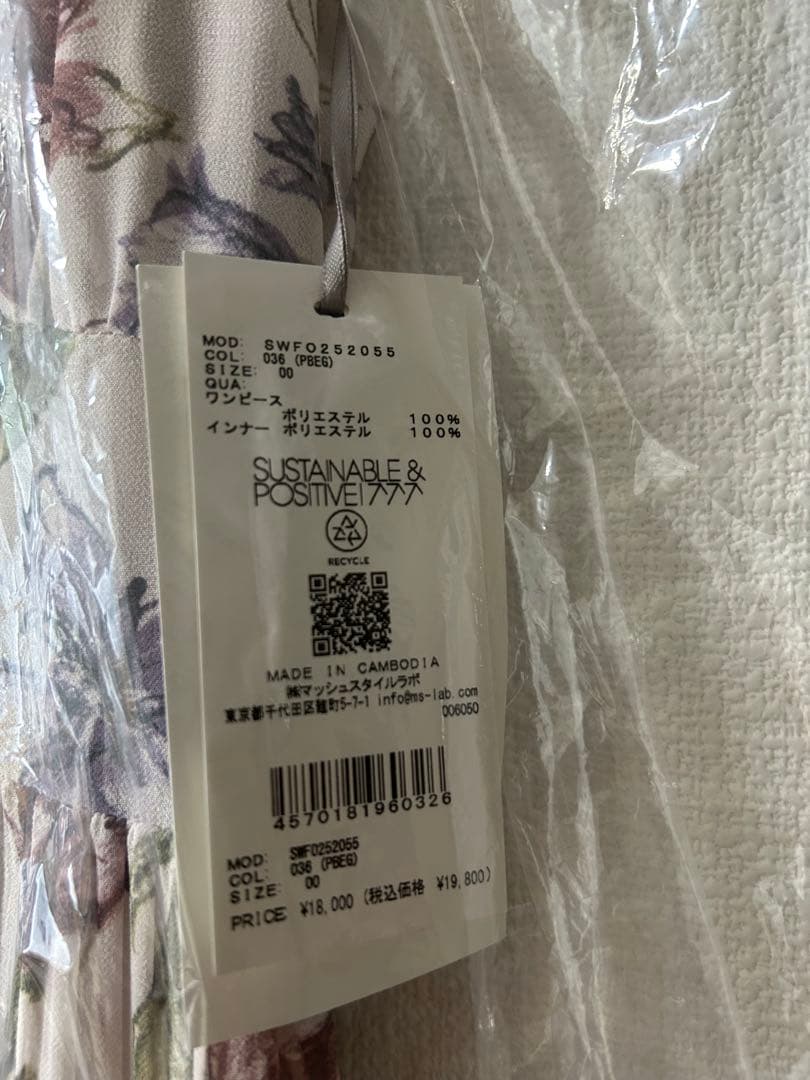 MOD: SWFO252055
COL: 036 (PBEG)
SIZE: 00
QUA:
ワンピース
ポリエステル 100%
インナー ポリエステル 100%
SUSTAINABLE &
POSITIVE! ↗↗↗
RECYCLE
MADE IN CAMBODIA
㈱マッシュスタイルラボ
東京都千代田区麹町5-7-1 info@ms-lab.com
006050
4570181960326
MOD: SWFO252055
COL: 036 (PBEG)
SIZE: 00
PRICE ¥18,000 (税込価格 ¥19,800)